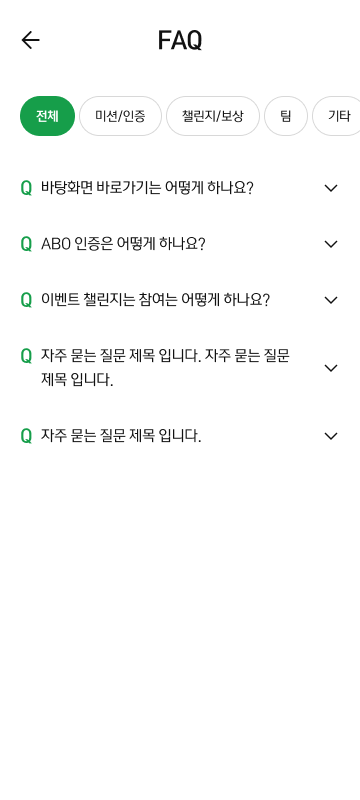 FAQ
전체 미션/인증 챌린지/보상 팀 기타
Q 바탕화면 바로가기는 어떻게 하나요?
Q ABO 인증은 어떻게 하나요?
Q 이벤트 챌린지는 참여는 어떻게 하나요?
Q 자주 묻는 질문 제목 입니다. 자주 묻는 질문
제목 입니다.
Q 자주 묻는 질문 제목 입니다.